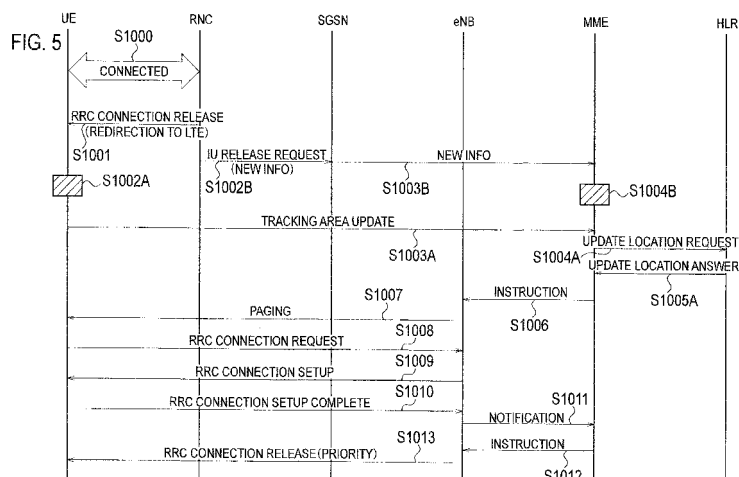 FIG. 5
UE RNC SGSN eNB MME HLR
S1000
CONNECTED
RRC CONNECTION RELEASE
(REDIRECTION TO LTE)
S1001
IU RELEASE REQUEST
(NEW INFO)
NEW INFO
S1002A
S1002B
S1003B
S1004B
TRACKING AREA UPDATE
S1003A
UPDATE LOCATION REQUEST
S1004A
UPDATE LOCATION ANSWER
S1005A
INSTRUCTION
S1006
S1007
PAGING
S1008
RRC CONNECTION REQUEST
S1009
RRC CONNECTION SETUP
S1010
RRC CONNECTION SETUP COMPLETE
S1011
NOTIFICATION
S1013
INSTRUCTION
RRC CONNECTION RELEASE (PRIORITY)
S1012